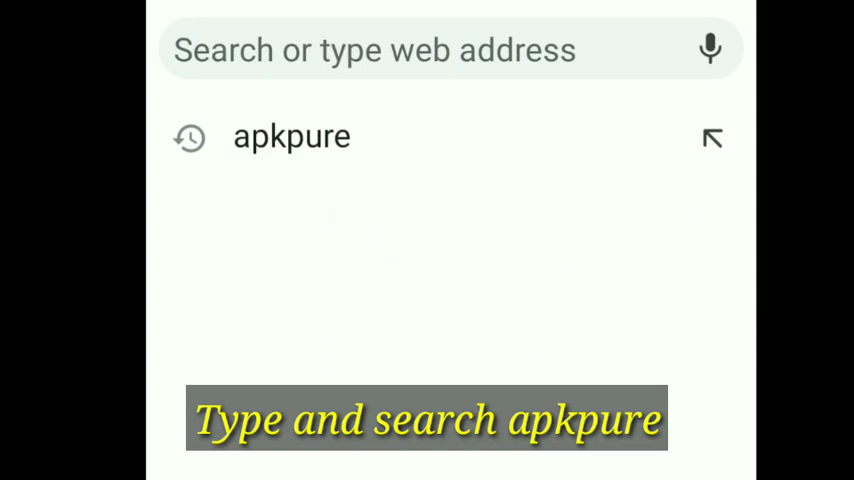 Search or type web address
apkpure
Type and search apkpure